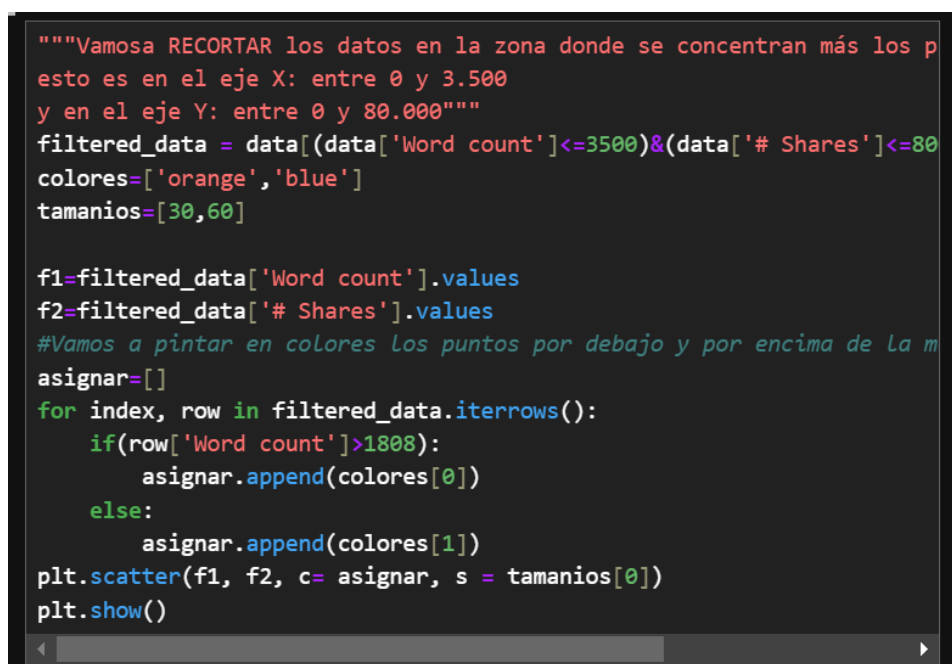 """Vamosa RECORTAR los datos en la zona donde se concentran más los p
esto es en el eje X: entre 0 y 3.500
y en el eje Y: entre 0 y 80.000"""
filtered_data = data[(data['Word count']<=3500)&(data['# Shares']<=80
colores=['orange','blue']
tamanios=[30,60]
f1=filtered_data['Word count'].values
f2=filtered_data['# Shares'].values
#Vamos a pintar en colores los puntos por debajo y por encima de la m
asignar=[]
for index, row in filtered_data.iterrows():
    if(row['Word count']>1808):
        asignar.append(colores[0])
    else:
        asignar.append(colores[1])
plt.scatter(f1, f2, c= asignar, s = tamanios[0])
plt.show()